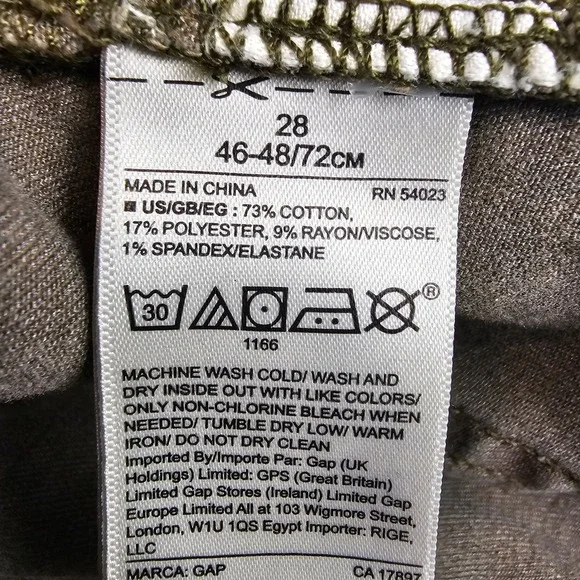 28
46-48/72CM
MADE IN CHINA RN 54023
US/GB/EG : 73% COTTON,
17% POLYESTER, 9% RAYON/VISCOSE,
1% SPANDEX/ELASTANE
30 ®
1166
MACHINE WASH COLD/ WASH AND
DRY INSIDE OUT WITH LIKE COLORS/
ONLY NON-CHLORINE BLEACH WHEN
NEEDED/ TUMBLE DRY LOW/ WARM
IRON/ DO NOT DRY CLEAN
Imported By/Importe Par: Gap (UK
Holdings) Limited: GPS (Great Britain)
Limited Gap Stores (Ireland) Limited Gap
Europe Limited All at 103 Wigmore Street,
London, W1U 1QS Egypt Importer: RIGE,
LLC
MARCA: GAP CA 17897